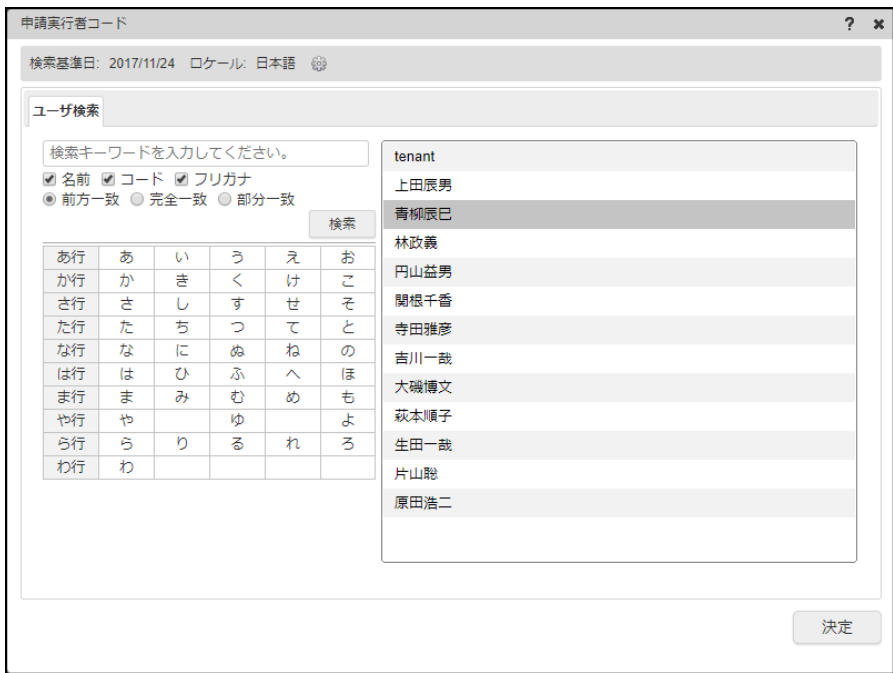 申請実行者コード ? ✖
検索基準日: 2017/11/24 ロケール: 日本語
ユーザ検索
検索キーワードを入力してください。
名前 コード フリガナ
前方一致 完全一致 部分一致
検索
あ行 あ い う え お
か行 か き く け こ
さ行 さ し す せ そ
た行 た ち つ て と
な行 な に ぬ ね の
は行 は ひ ふ へ ほ
ま行 ま み む め も
や行 や ゆ よ
ら行 ら り る れ ろ
わ行 わ
tenant
上田辰男
青柳辰巳
林政義
円山益男
関根千香
寺田雅彦
吉川一哉
大磯博文
萩本順子
生田一哉
片山聡
原田浩二
決定